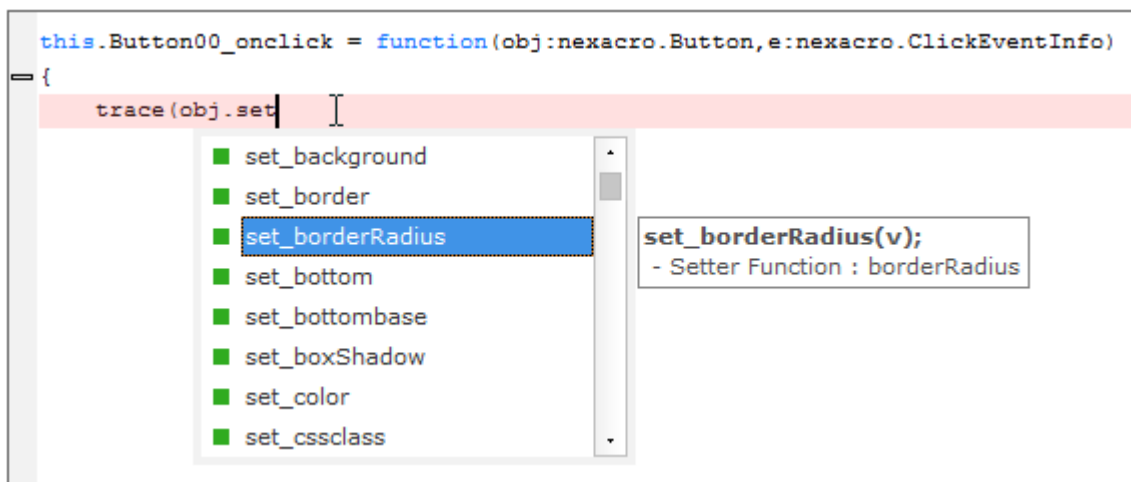 this.Button00_onclick = function(obj:nexacro.Button,e:nexacro.ClickEventInfo)
{
trace(obj.set
set_background
set_border
set_borderRadius
set_borderRadius(v);
- Setter Function : borderRadius
set_bottom
set_bottombase
set_boxShadow
set_color
set_cssclass